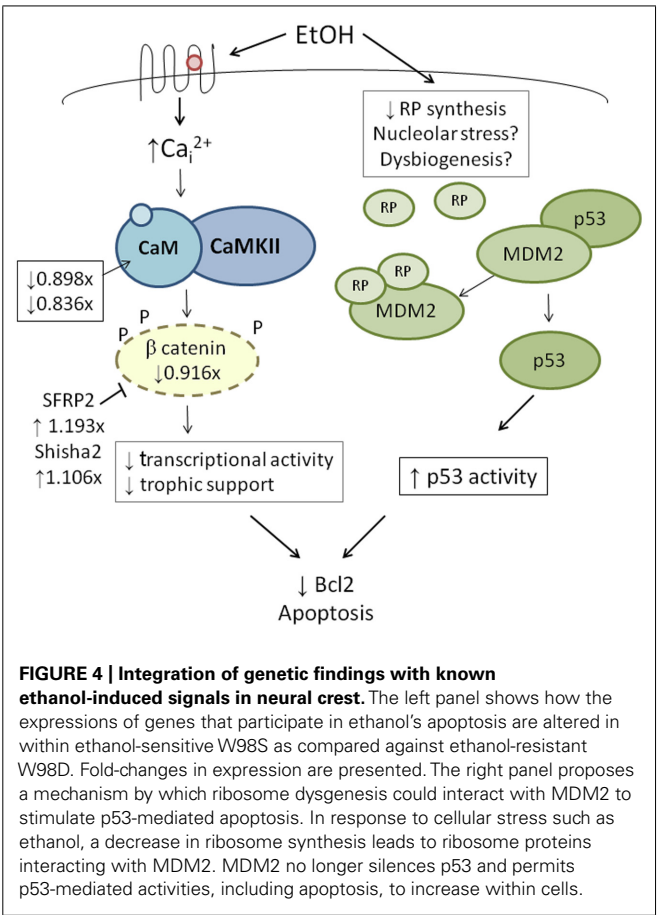 EtOH
↓ RP synthesis
Nucleolar stress?
Dysbiogenesis?
↑Cai2+
RP
RP
p53
MDM2
CaM
CaMKII
RP
RP
MDM2
↓0.898x
↓0.836x
P
P
P
β catenin
↓0.916x
p53
SFRP2
↑ 1.193x
Shisha2
↑1.106x
↓ transcriptional activity
↓ trophic support
↑ p53 activity
↓ Bcl2
Apoptosis
FIGURE 4 | Integration of genetic findings with known
ethanol-induced signals in neural crest. The left panel shows how the
expressions of genes that participate in ethanol's apoptosis are altered in
within ethanol-sensitive W98S as compared against ethanol-resistant
W98D. Fold-changes in expression are presented. The right panel proposes
a mechanism by which ribosome dysgenesis could interact with MDM2 to
stimulate p53-mediated apoptosis. In response to cellular stress such as
ethanol, a decrease in ribosome synthesis leads to ribosome proteins
interacting with MDM2. MDM2 no longer silences p53 and permits
p53-mediated activities, including apoptosis, to increase within cells.